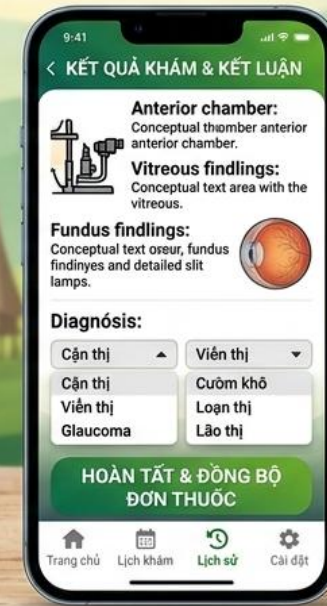 9:41
< KẾT QUẢ KHÁM & KẾT LUẬN
Anterior chamber:
Conceptual thıomber anterior
anterior chamber.
Vitreous findlings:
Conceptual text area with the
vitreous.
Fundus findlings:
Conceptual text oseur, fundus
findinyes and detailed slit
lamps.
Diagnósis:
Cận thị
Viễn thị
Cận thị
Cườm khô
Viễn thị
Loạn thị
Glaucoma
Lão thị
HOÀN TẤT & ĐỒNG BỘ
ĐƠN THUỐC
Trang chủ Lịch khám Lịch sử Cài đặt